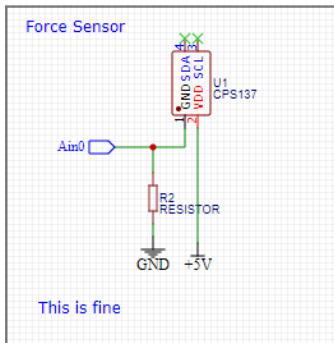 Force Sensor
4 3
SDA SCL
GND VDD
1 2
U1
CPS137
Ain0
R2
RESISTOR
GND +5V
This is fine